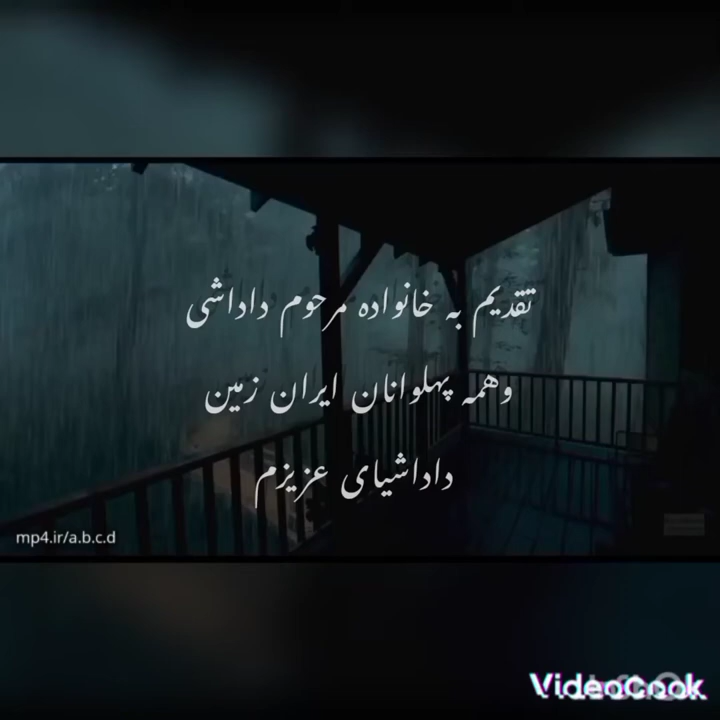 تقدیم به خانواده مرحوم داداشی
وهمه پهلوانان ایران زمین
داداشیای عزیزم
mp4.ir/a.b.c.d
VideoCook